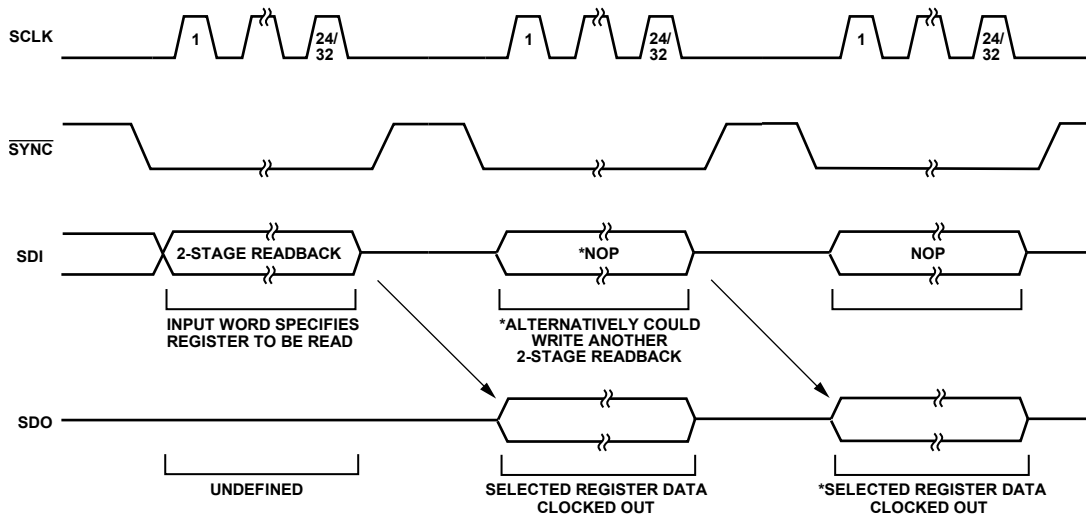 SCLK
1
24/
32
1
24/
32
1
24/
32
SYNC
SDI
2-STAGE READBACK
*NOP
NOP
INPUT WORD SPECIFIES
REGISTER TO BE READ
*ALTERNATIVELY COULD
WRITE ANOTHER
2-STAGE READBACK
SDO
UNDEFINED
SELECTED REGISTER DATA
CLOCKED OUT
*SELECTED REGISTER DATA
CLOCKED OUT